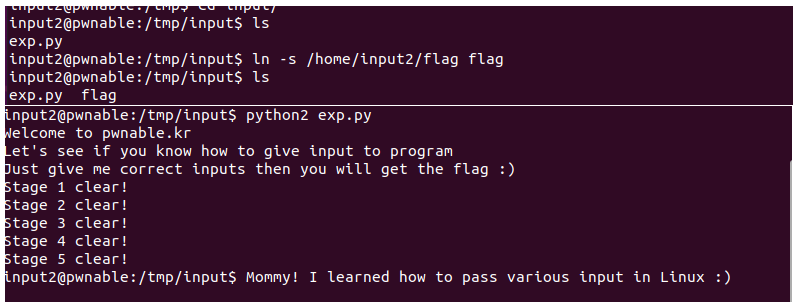 input2@pwnable:/tmp$ cd input/
input2@pwnable:/tmp/input$ ls
exp.py
input2@pwnable:/tmp/input$ ln -s /home/input2/flag flag
input2@pwnable:/tmp/input$ ls
exp.py  flag
input2@pwnable:/tmp/input$ python2 exp.py
Welcome to pwnable.kr
Let's see if you know how to give input to program
Just give me correct inputs then you will get the flag :)
Stage 1 clear!
Stage 2 clear!
Stage 3 clear!
Stage 4 clear!
Stage 5 clear!
input2@pwnable:/tmp/input$ Mommy! I learned how to pass various input in Linux :)